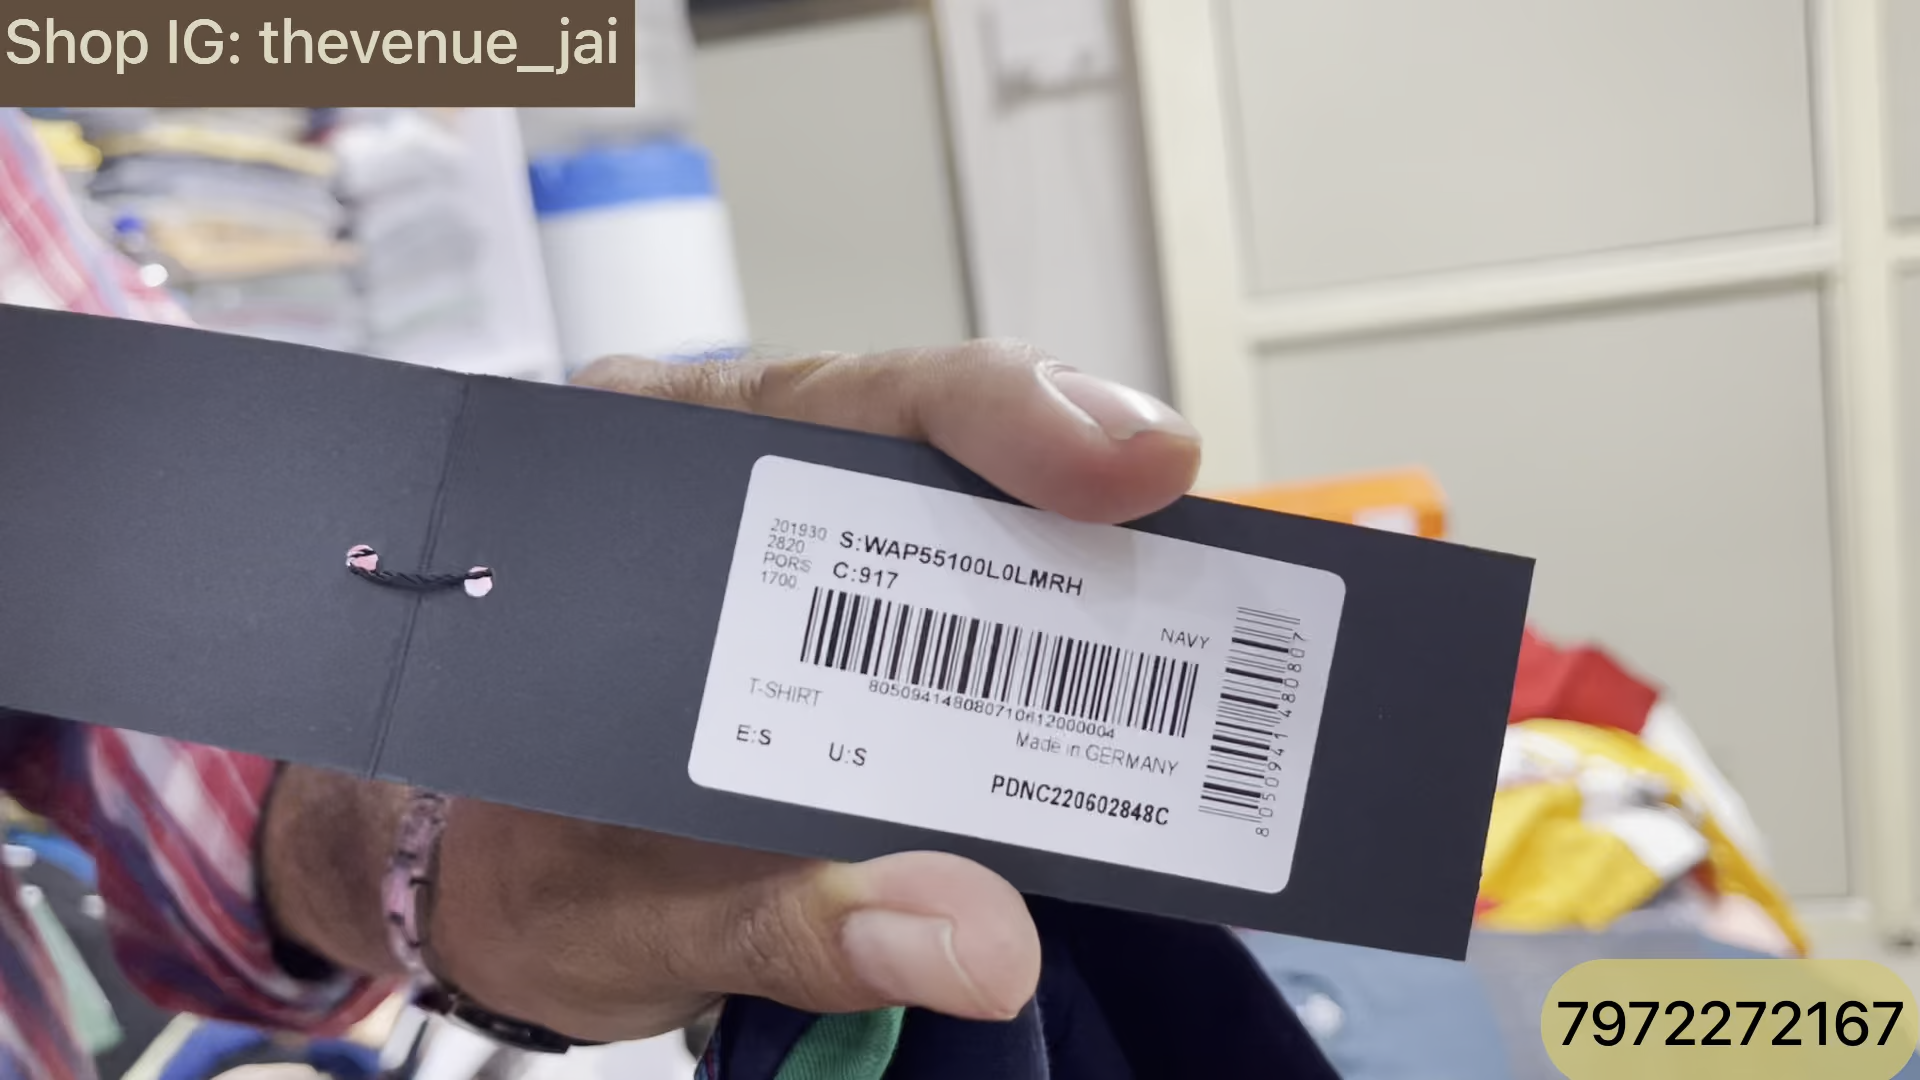 Shop IG: thevenue_jai
201930
2820
PORS
1700
S:WAP55100L0LMRH
C:917
NAVY
T-SHIRT
805094148080710612000004
Made in GERMANY
E:S U:S
PDNC220602848C
8050941480807
7972272167